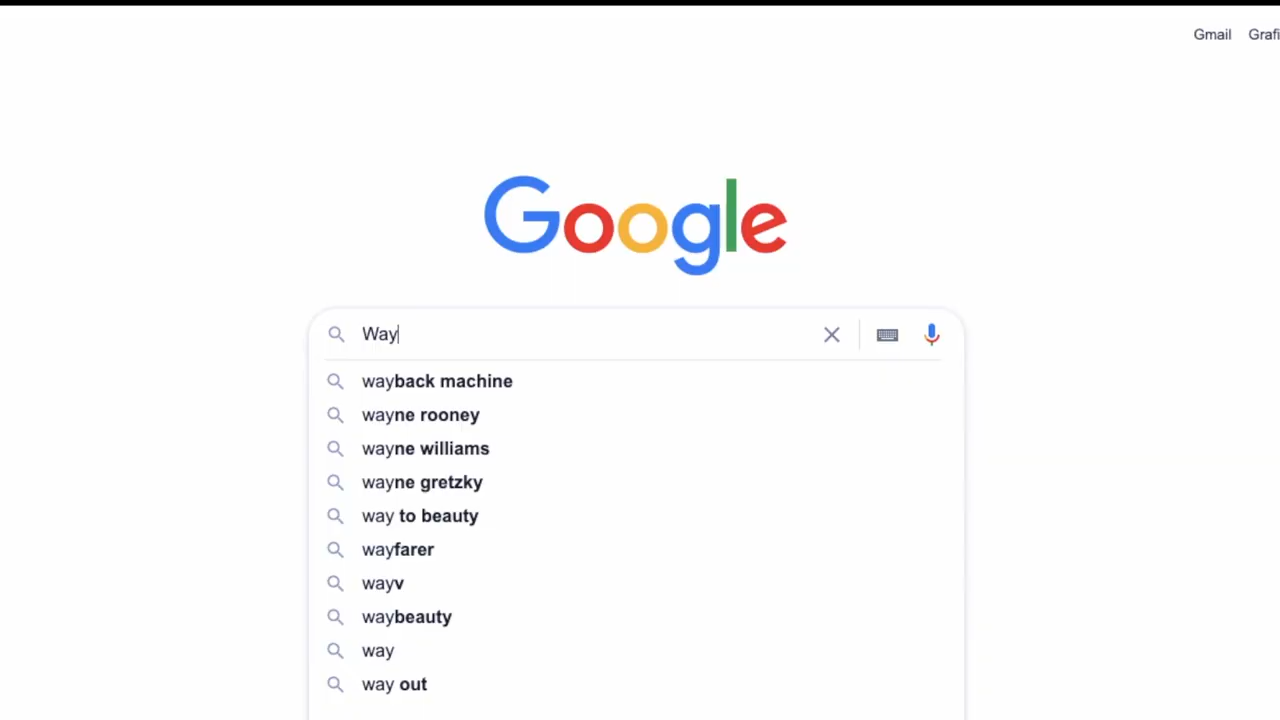 Gmail Grafi
Google
Way
wayback machine
wayne rooney
wayne williams
wayne gretzky
way to beauty
wayfarer
wayv
waybeauty
way
way out